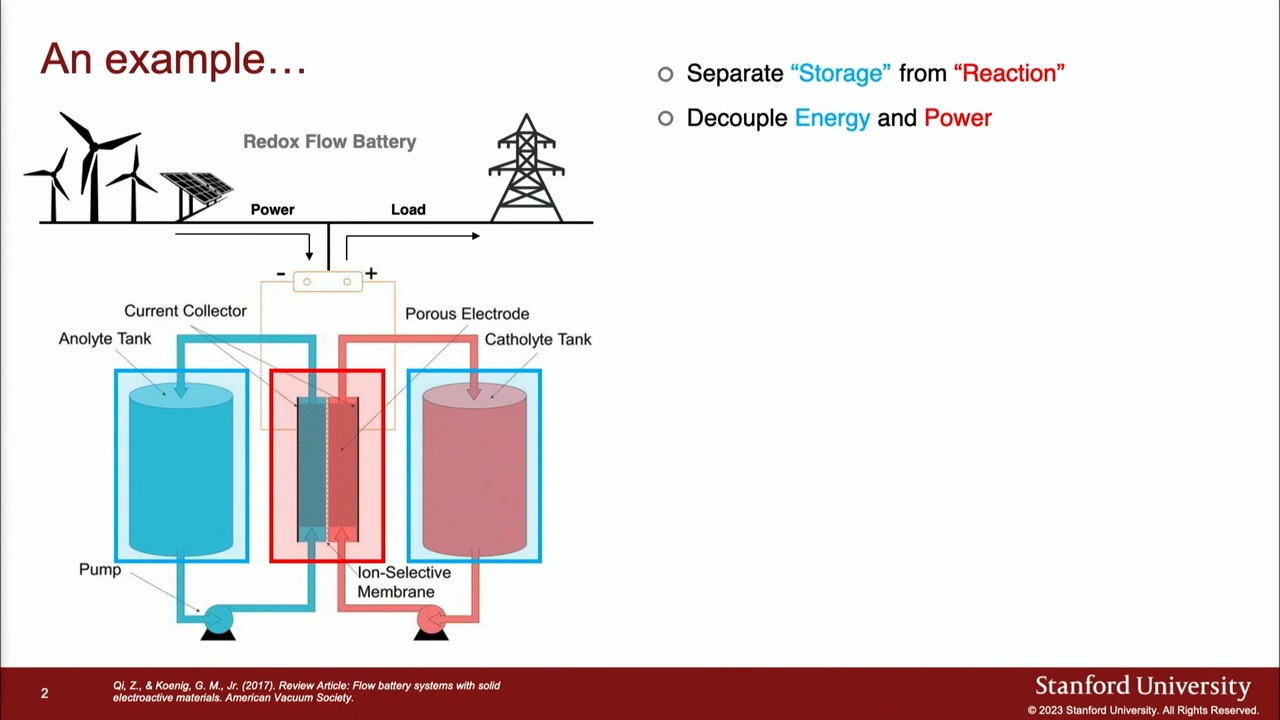 An example…
Separate “Storage” from “Reaction”
Decouple Energy and Power
Redox Flow Battery
Power
Load
-
+
Current Collector
Porous Electrode
Anolyte Tank
Catholyte Tank
Pump
Ion-Selective
Membrane
2
Qi, Z., & Koenig, G. M., Jr. (2017). Review Article: Flow battery systems with solid
electroactive materials. American Vacuum Society.
Stanford University
© 2023 Stanford University. All Rights Reserved.